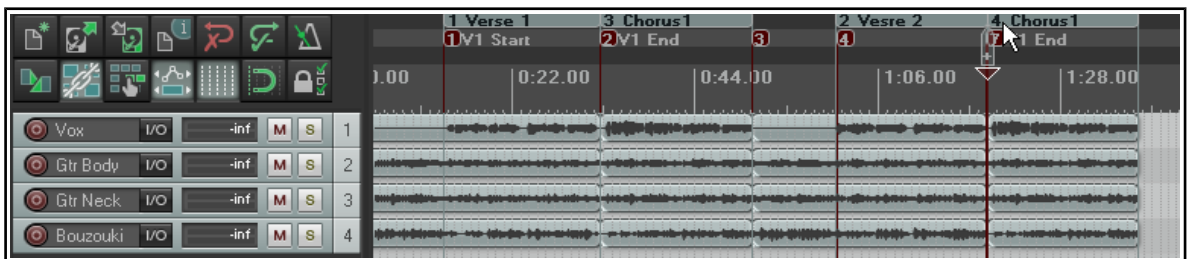 1 Verse 1 3 Chorus1 2 Vesre 2 4 Chorus1
1 V1 Start 2 V1 End 3 4 7 1 End
0.00 0:22.00 0:44.00 1:06.00 1:28.00
Vox I/O -inf M S 1
Gtr Body I/O -inf M S 2
Gtr Neck I/O -inf M S 3
Bouzouki I/O -inf M S 4